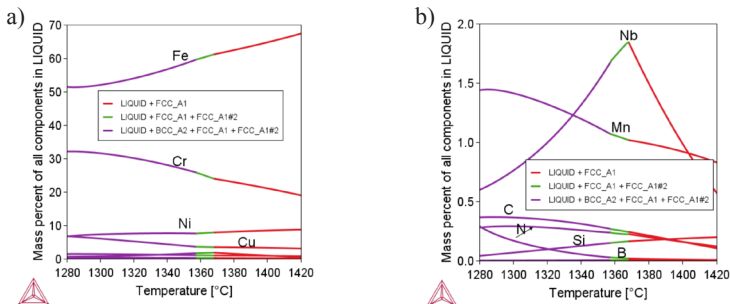 a)
Mass percent of all components in LIQUID
70
60
50
40
30
20
10
0
Fe
LIQUID + FCC_A1
LIQUID + FCC_A1 + FCC_A1#2
LIQUID + BCC_A2 + FCC_A1 + FCC_A1#2
Cr
Ni
Cu
1280 1300 1320 1340 1360 1380 1400 1420
Temperature [°C]
b)
Mass percent of all components in LIQUID
2.0
1.5
1.0
0.5
0.0
Nb
Mn
LIQUID + FCC_A1
LIQUID + FCC_A1 + FCC_A1#2
LIQUID + BCC_A2 + FCC_A1 + FCC_A1#2
C
N
Si
B
1280 1300 1320 1340 1360 1380 1400 1420
Temperature [°C]